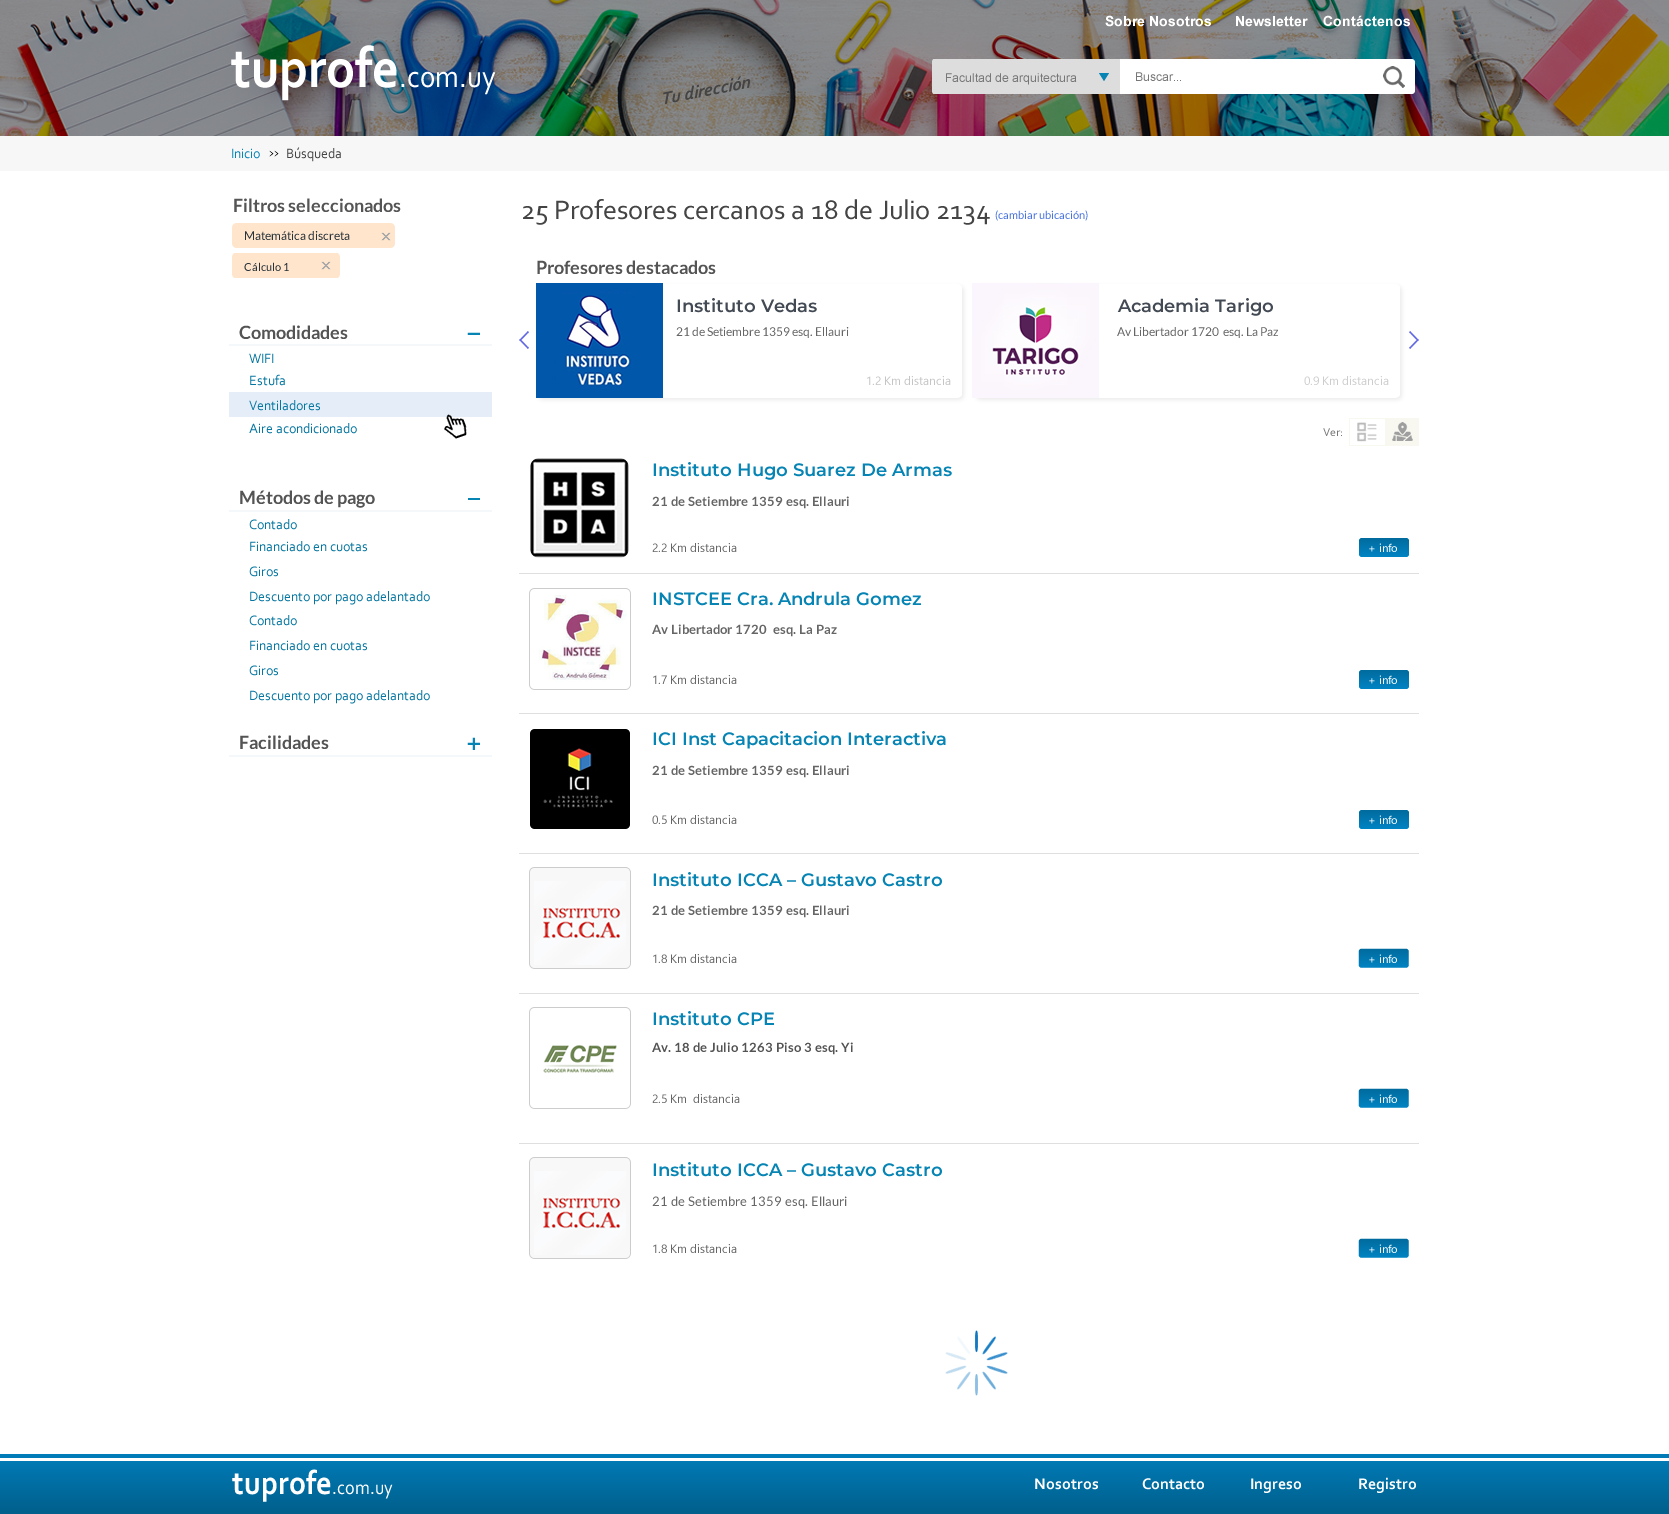 Sobre Nosotros Newsletter Contáctenos
tuprofe.com.uy
Tu dirección
Facultad de arquitectura
Buscar...
Inicio >> Búsqueda
Filtros seleccionados
Matemática discreta ×
Cálculo 1 ×
Comodidades −
WIFI
Estufa
Ventiladores
Aire acondicionado
Métodos de pago −
Contado
Financiado en cuotas
Giros
Descuento por pago adelantado
Contado
Financiado en cuotas
Giros
Descuento por pago adelantado
Facilidades +
25 Profesores cercanos a 18 de Julio 2134 (cambiar ubicación)
Profesores destacados
INSTITUTO
VEDAS
Instituto Vedas
21 de Setiembre 1359 esq. Ellauri
1.2 Km distancia
TARIGO
INSTITUTO
Academia Tarigo
Av Libertador 1720 esq. La Paz
0.9 Km distancia
Ver:
H S
D A
Instituto Hugo Suarez De Armas
21 de Setiembre 1359 esq. Ellauri
2.2 Km distancia
+ info
INSTCEE
Cra. Andrula Gómez
INSTCEE Cra. Andrula Gomez
Av Libertador 1720 esq. La Paz
1.7 Km distancia
+ info
ICI
INSTITUTO
DE CAPACITACIÓN
INTERACTIVA
ICI Inst Capacitacion Interactiva
21 de Setiembre 1359 esq. Ellauri
0.5 Km distancia
+ info
INSTITUTO
I.C.C.A.
Instituto ICCA – Gustavo Castro
21 de Setiembre 1359 esq. Ellauri
1.8 Km distancia
+ info
CPE
CONOCER PARA TRANSFORMAR
Instituto CPE
Av. 18 de Julio 1263 Piso 3 esq. Yi
2.5 Km distancia
+ info
INSTITUTO
I.C.C.A.
Instituto ICCA – Gustavo Castro
21 de Setiembre 1359 esq. Ellauri
1.8 Km distancia
+ info
tuprofe.com.uy
Nosotros Contacto Ingreso Registro